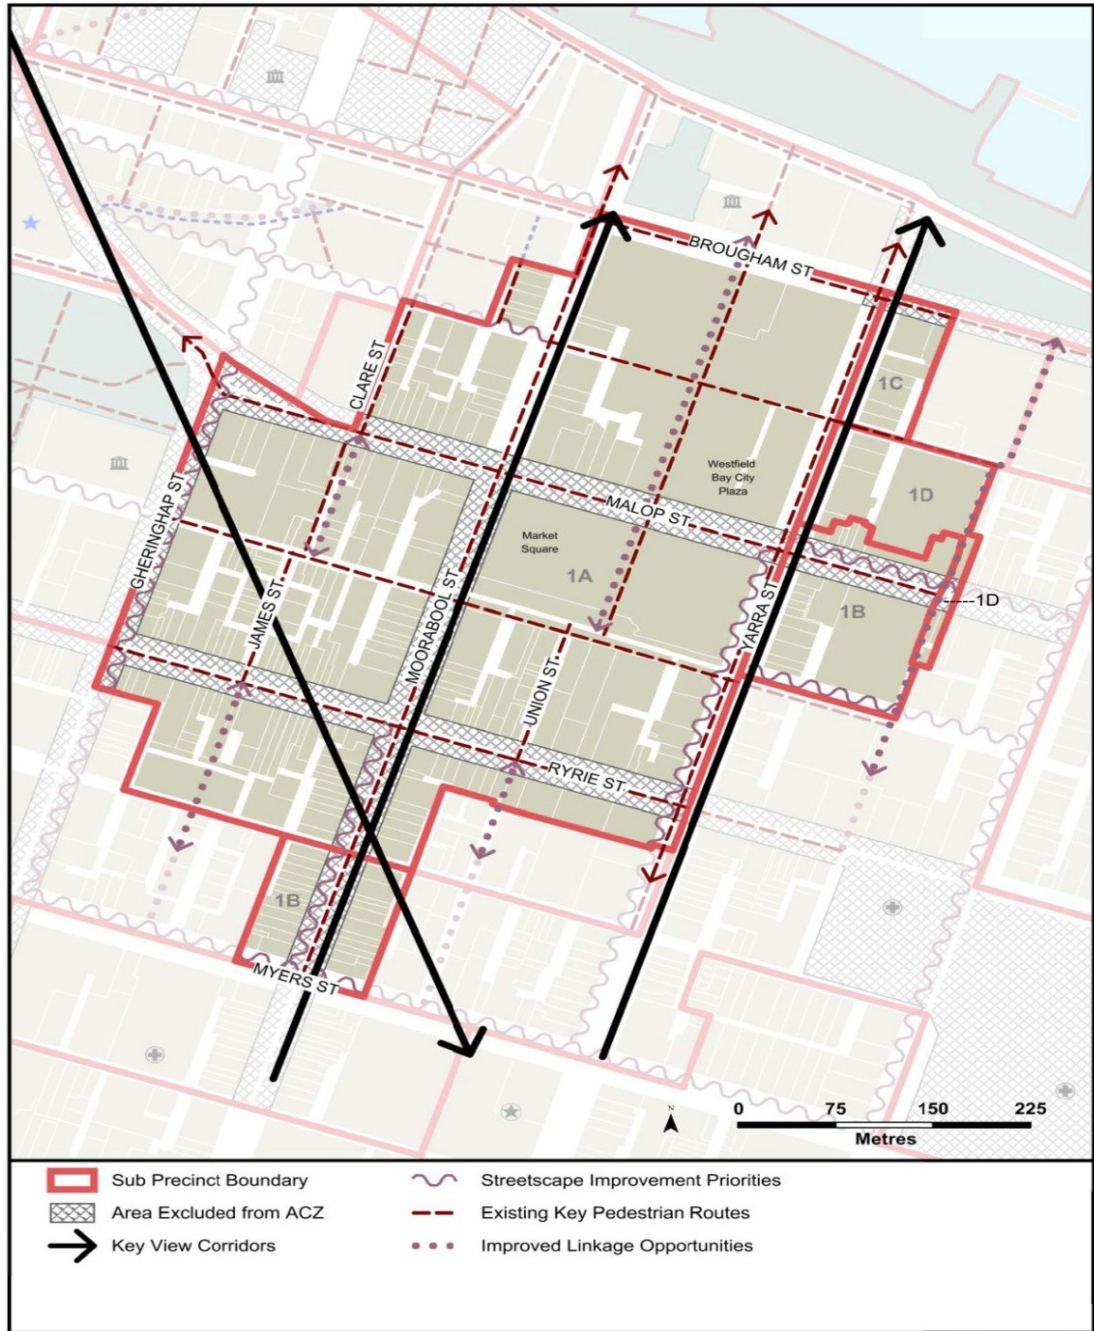 BROUGHAM ST
CLARE ST
1C
Westfield
Bay City
Plaza
1D
GHERINGHAP ST
MALOP ST
Market
Square
1A
MOORABOOL ST
JAMES ST
YARRA ST
1B
1D
UNION ST
RYRIE ST
1B
MYERS ST
N
0 75 150 225
Metres
Sub Precinct Boundary
Streetscape Improvement Priorities
Area Excluded from ACZ
Existing Key Pedestrian Routes
Key View Corridors
Improved Linkage Opportunities